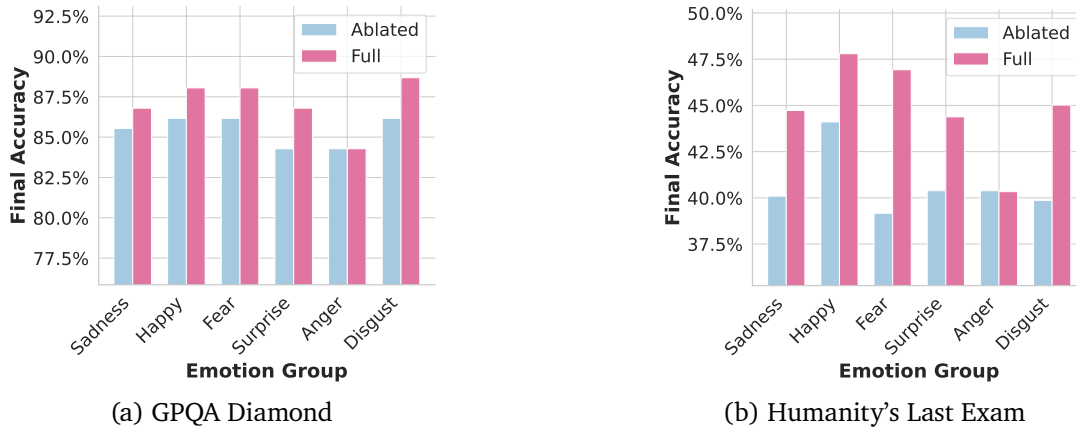 92.5%
90.0%
87.5%
85.0%
82.5%
80.0%
77.5%
Final Accuracy
Ablated
Full
Sadness
Happy
Fear
Surprise
Anger
Disgust
Emotion Group
(a) GPQA Diamond
50.0%
47.5%
45.0%
42.5%
40.0%
37.5%
Final Accuracy
Ablated
Full
Sadness
Happy
Fear
Surprise
Anger
Disgust
Emotion Group
(b) Humanity’s Last Exam